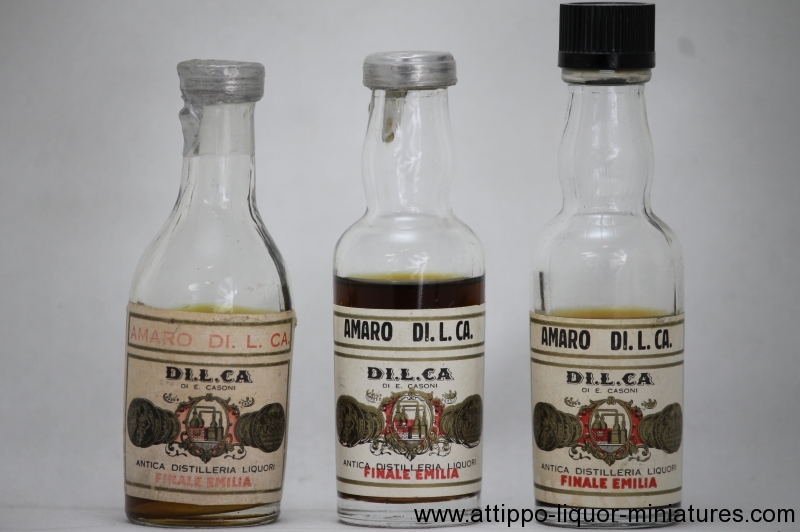 AMARO DI. L. CA.
DI.L.CA.
DI E. CASONI
ANTICA DISTILLERIA LIQUORI
FINALE EMILIA
AMARO DI. L. CA.
DI.L.CA.
DI E. CASONI
ANTICA DISTILLERIA LIQUORI
FINALE EMILIA
AMARO DI. L. CA.
DI.L.CA.
DI E. CASONI
ANTICA DISTILLERIA LIQUORI
FINALE EMILIA
www.attippo-liquor-miniatures.com